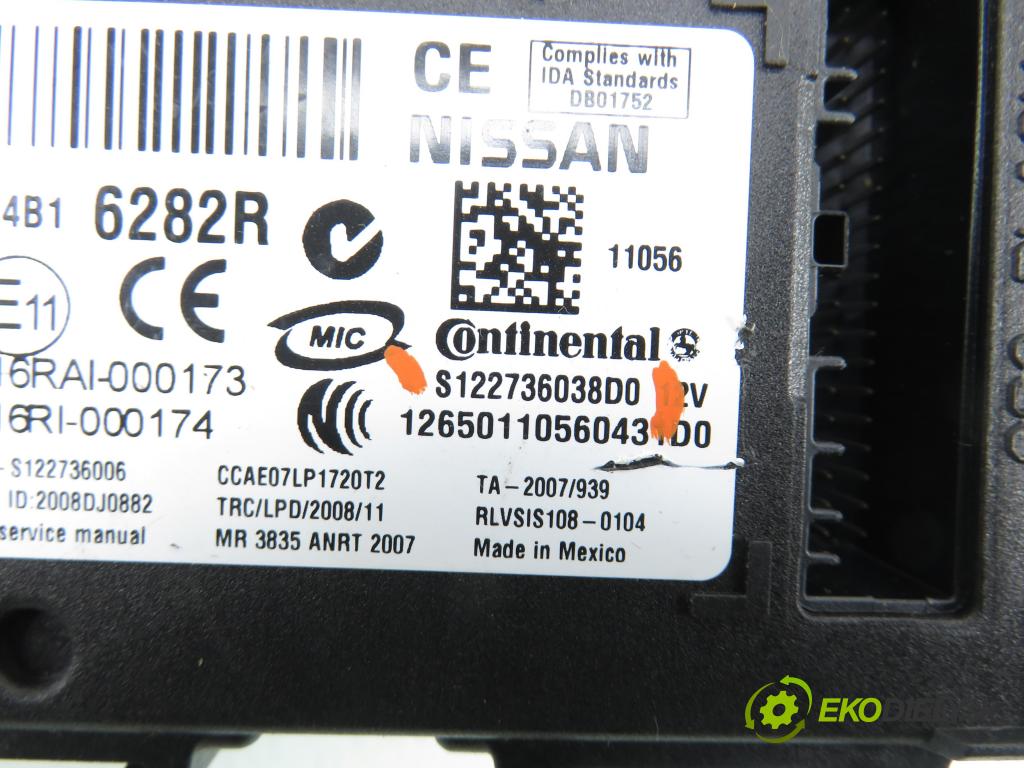 CE
Complies with
IDA Standards
DB01752
NISSAN
4B1 6282R
11056
E11
CE
MIC
Continental
16RAI-000173
S122736038D0 12V
16RI-000174
12650110560431D0
- S122736006
ID:2008DJ0882
service manual
CCAE07LP1720T2
TRC/LPD/2008/11
MR 3835 ANRT 2007
TA-2007/939
RLVSIS108-0104
Made in Mexico